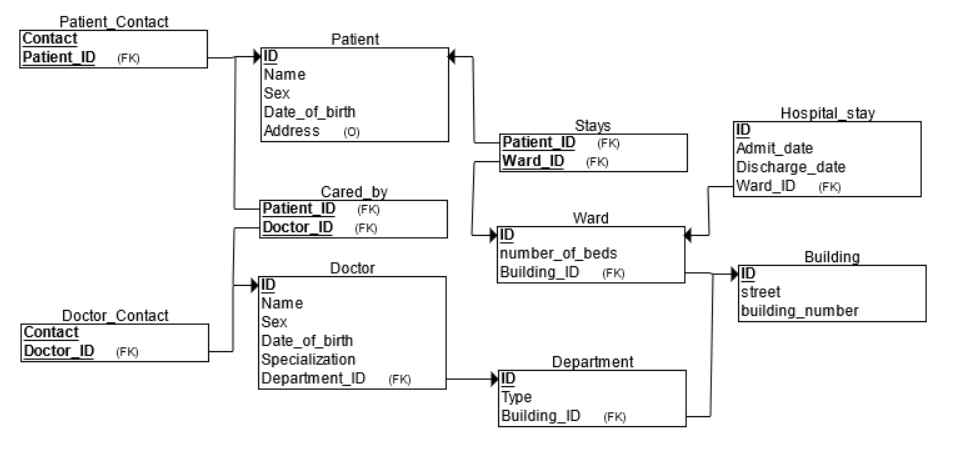 Patient_Contact
Contact
Patient_ID (FK)
Patient
ID
Name
Sex
Date_of_birth
Address (O)
Stays
Patient_ID (FK)
Ward_ID (FK)
Hospital_stay
ID
Admit_date
Discharge_date
Ward_ID (FK)
Cared_by
Patient_ID (FK)
Doctor_ID (FK)
Ward
ID
number_of_beds
Building_ID (FK)
Building
ID
street
building_number
Doctor
ID
Name
Sex
Date_of_birth
Specialization
Department_ID (FK)
Doctor_Contact
Contact
Doctor_ID (FK)
Department
ID
Type
Building_ID (FK)